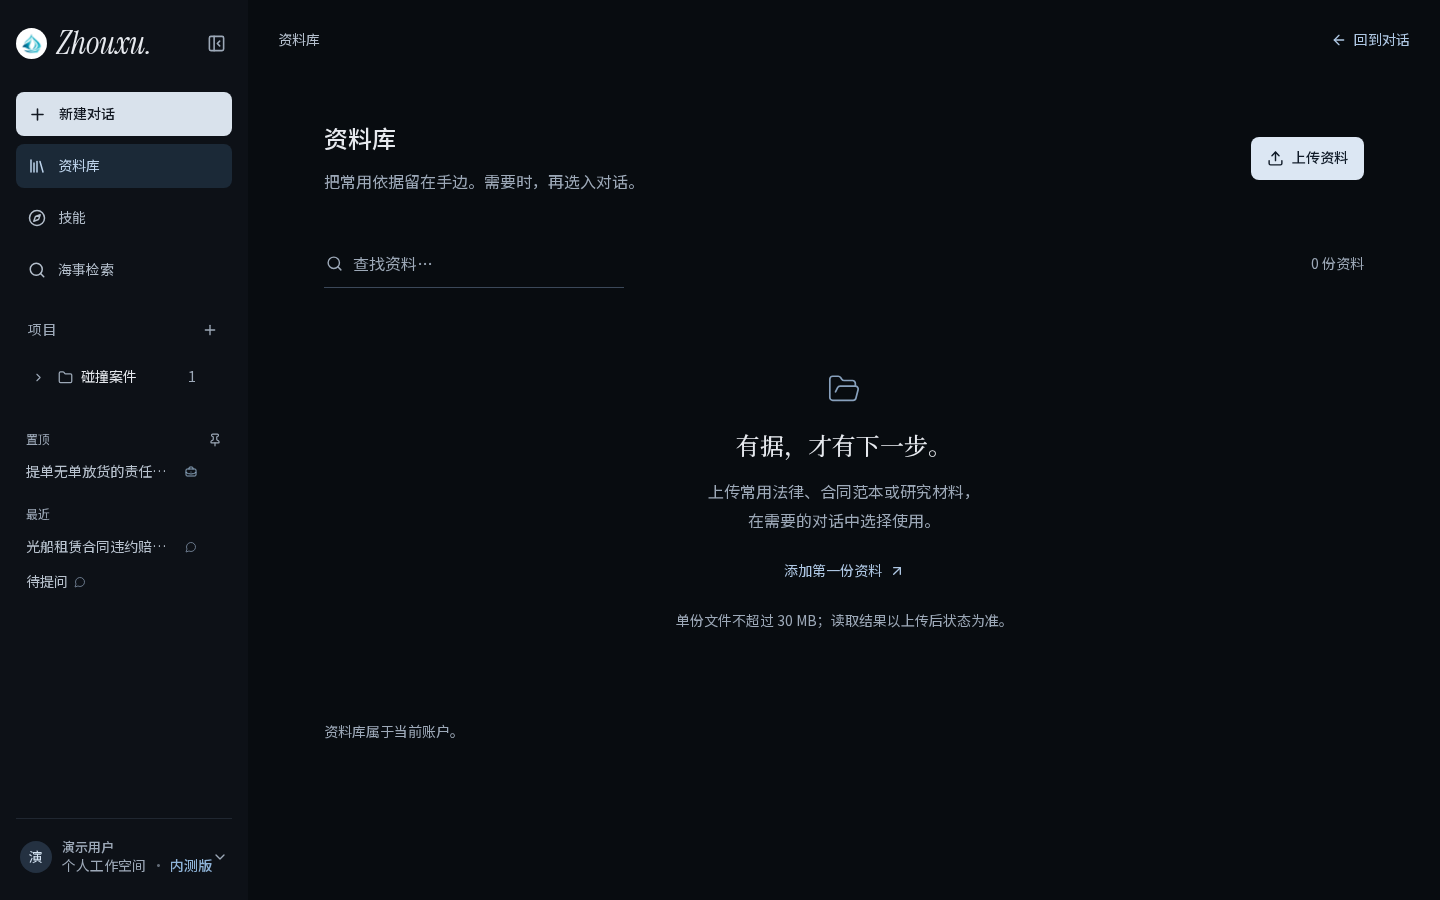 Zhouxu.
新建对话
资料库
技能
海事检索
项目
碰撞案件 1
置顶
提单无单放货的责任…
最近
光船租赁合同违约赔…
待提问
演
演示用户
个人工作空间 · 内测版
资料库
回到对话
资料库
把常用依据留在手边。需要时，再选入对话。
上传资料
查找资料…
0 份资料
有据，才有下一步。
上传常用法律、合同范本或研究材料，
在需要的对话中选择使用。
添加第一份资料
单份文件不超过 30 MB；读取结果以上传后状态为准。
资料库属于当前账户。